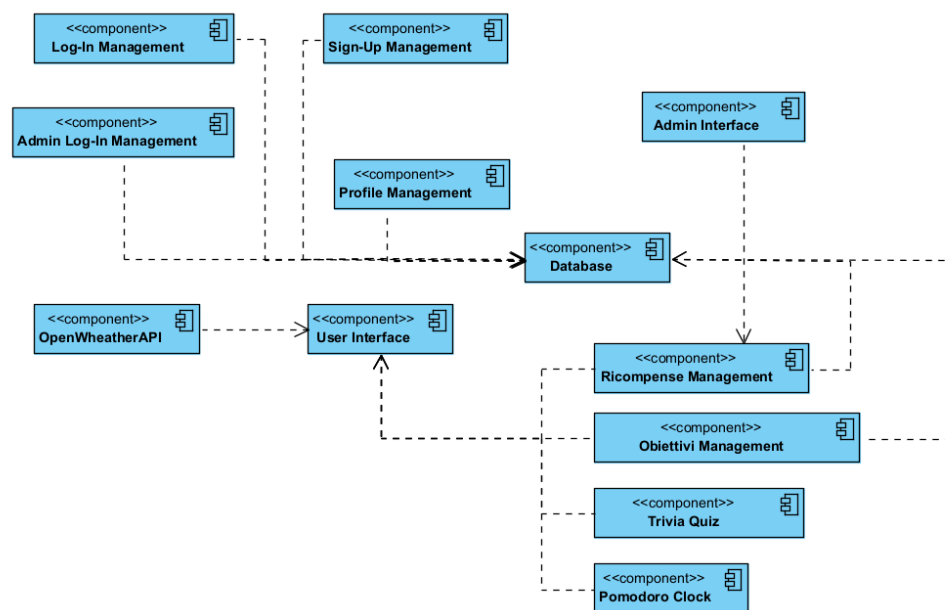 <<component>>
Log-In Management
<<component>>
Sign-Up Management
<<component>>
Admin Log-In Management
<<component>>
Admin Interface
<<component>>
Profile Management
<<component>>
Database
<<component>>
OpenWheatherAPI
<<component>>
User Interface
<<component>>
Ricompense Management
<<component>>
Obiettivi Management
<<component>>
Trivia Quiz
<<component>>
Pomodoro Clock